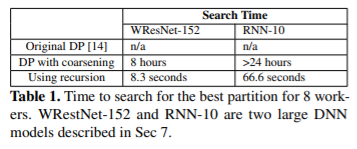 Search Time
WResNet-152 RNN-10
Original DP [14] n/a n/a
DP with coarsening 8 hours >24 hours
Using recursion 8.3 seconds 66.6 seconds
Table 1. Time to search for the best partition for 8 work-
ers. WRestNet-152 and RNN-10 are two large DNN
models described in Sec 7.